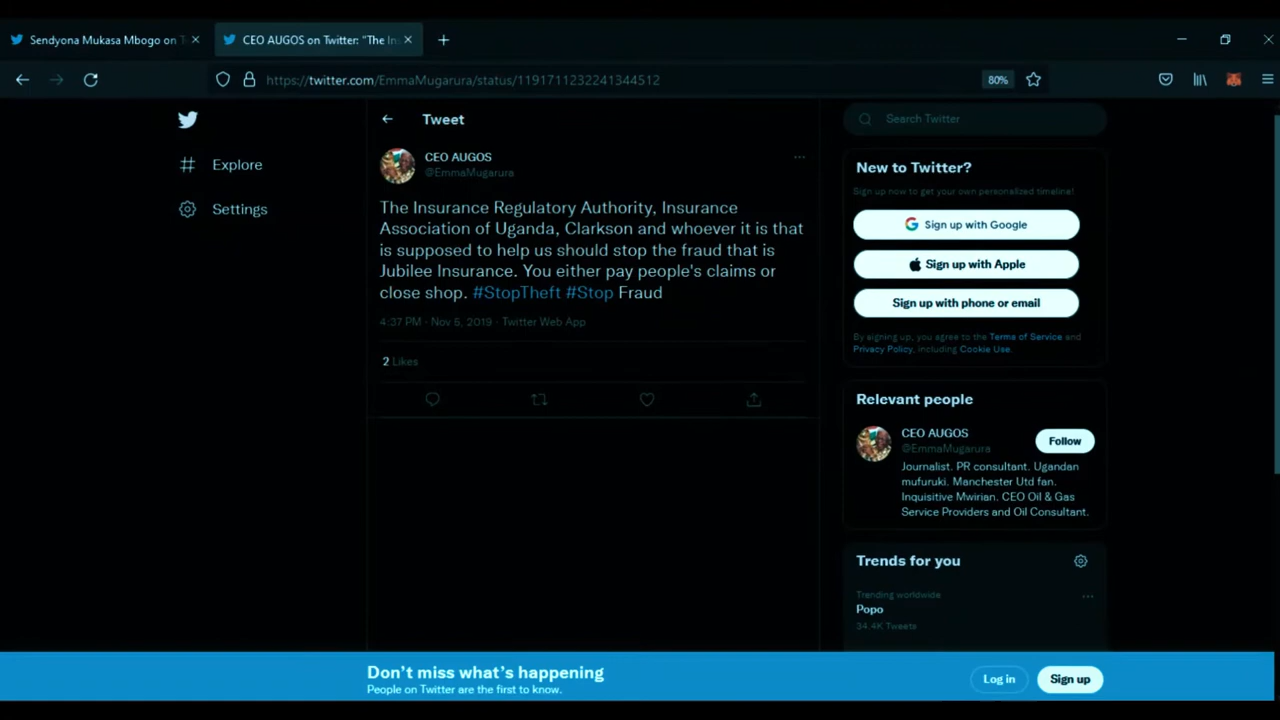 Sendyona Mukasa Mbogo on T
CEO AUGOS on Twitter: "The Ins
https://twitter.com/EmmaMugarura/status/1191711232241344512
80%
Explore
Settings
Tweet
CEO AUGOS
@EmmaMugarura
The Insurance Regulatory Authority, Insurance
Association of Uganda, Clarkson and whoever it is that
is supposed to help us should stop the fraud that is
Jubilee Insurance. You either pay people's claims or
close shop. #StopTheft #Stop Fraud
4:37 PM · Nov 5, 2019 · Twitter Web App
2 Likes
Search Twitter
New to Twitter?
Sign up now to get your own personalized timeline!
Sign up with Google
Sign up with Apple
Sign up with phone or email
By signing up, you agree to the Terms of Service and
Privacy Policy, including Cookie Use.
Relevant people
CEO AUGOS
@EmmaMugarura
Follow
Journalist. PR consultant. Ugandan
mufuruki. Manchester Utd fan.
Inquisitive Mwirian. CEO Oil & Gas
Service Providers and Oil Consultant.
Trends for you
Trending worldwide
Popo
34.4K Tweets
Don't miss what's happening
People on Twitter are the first to know.
Log in
Sign up